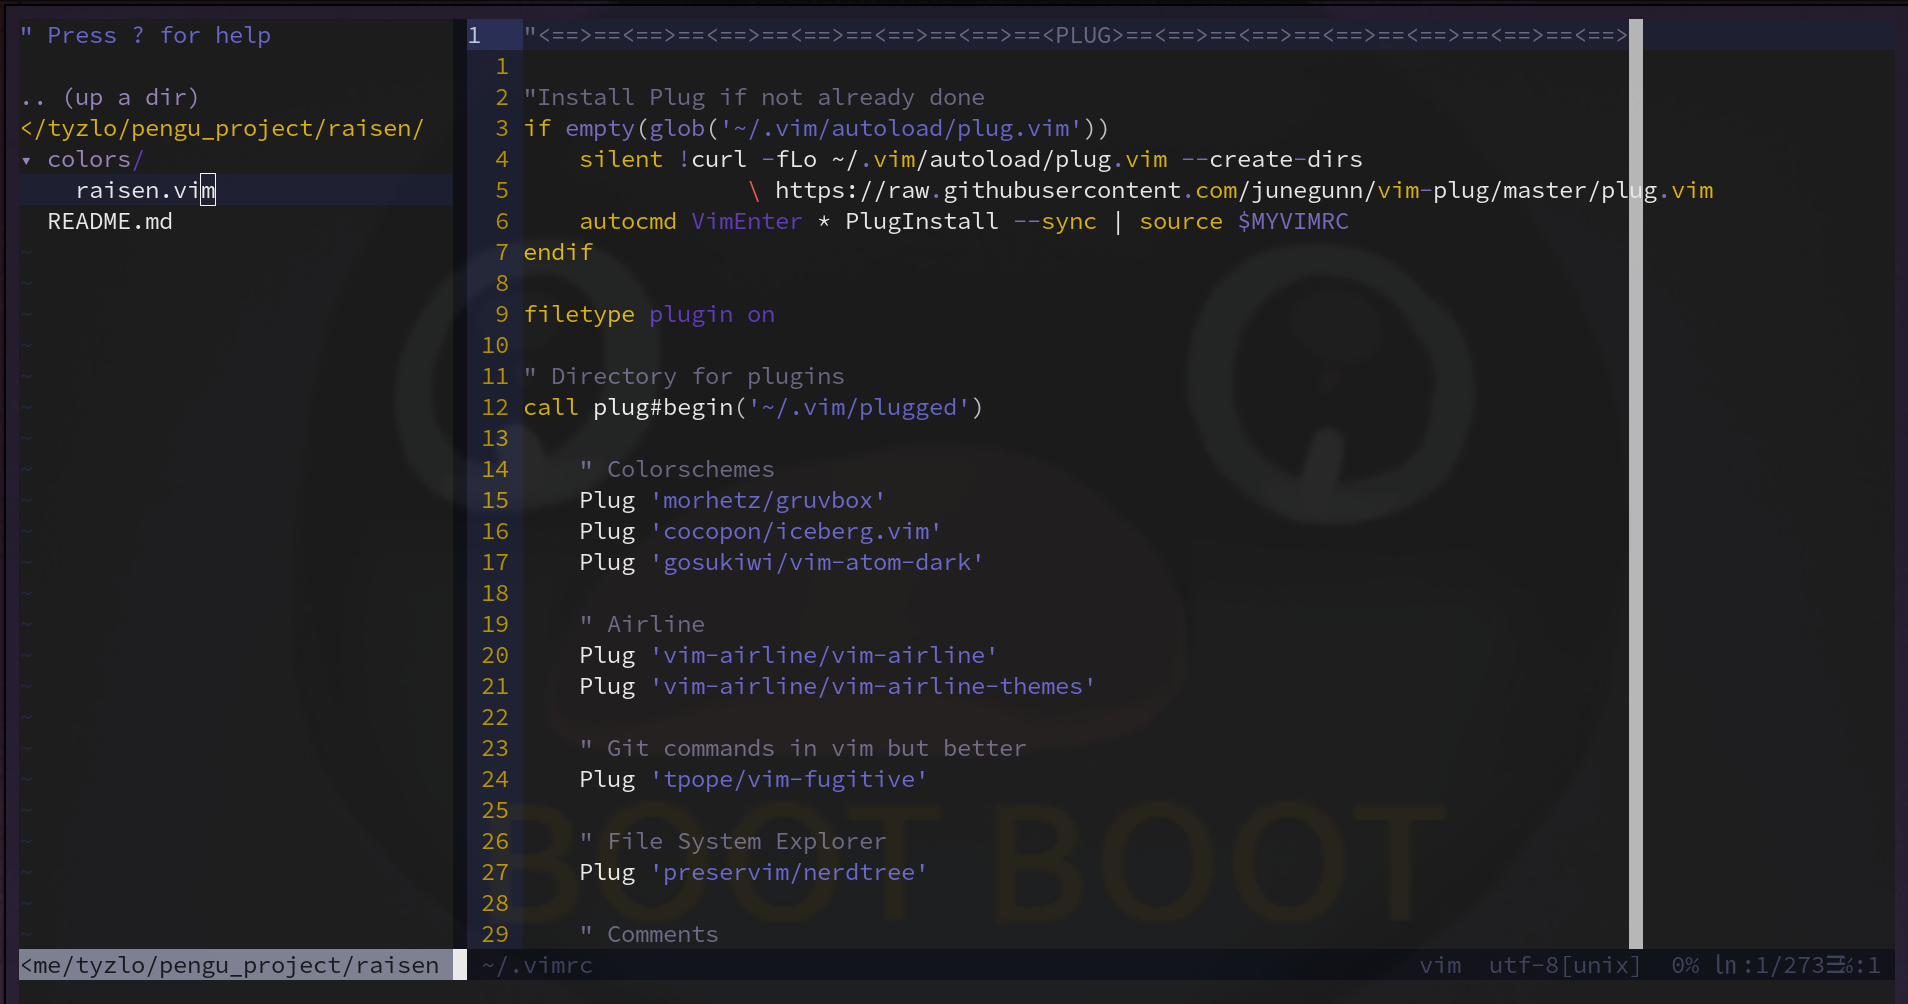 " Press ? for help
.. (up a dir)
</tyzlo/pengu_project/raisen/
▾ colors/
raisen.vim
README.md
<me/tyzlo/pengu_project/raisen
1 "<==>==<==>==<==>==<==>==<==>==<==>==<PLUG>==<==>==<==>==<==>==<==>==<==>==<==>
1
2 "Install Plug if not already done
3 if empty(glob('~/.vim/autoload/plug.vim'))
4     silent !curl -fLo ~/.vim/autoload/plug.vim --create-dirs
5                 \ https://raw.githubusercontent.com/junegunn/vim-plug/master/plug.vim
6     autocmd VimEnter * PlugInstall --sync | source $MYVIMRC
7 endif
8
9 filetype plugin on
10
11 " Directory for plugins
12 call plug#begin('~/.vim/plugged')
13
14     " Colorschemes
15     Plug 'morhetz/gruvbox'
16     Plug 'cocopon/iceberg.vim'
17     Plug 'gosukiwi/vim-atom-dark'
18
19     " Airline
20     Plug 'vim-airline/vim-airline'
21     Plug 'vim-airline/vim-airline-themes'
22
23     " Git commands in vim but better
24     Plug 'tpope/vim-fugitive'
25
26     " File System Explorer
27     Plug 'preservim/nerdtree'
28
29     " Comments
BOOT BOOT
~/.vimrc vim utf-8[unix] 0% ln:1/273☰:1